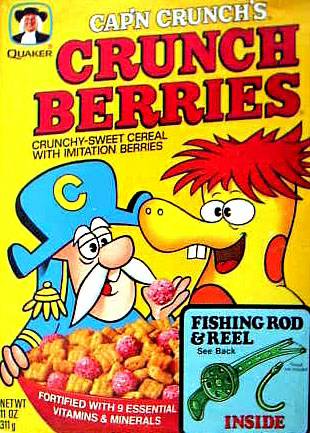 QUAKER®
CAP'N CRUNCH'S
CRUNCH
BERRIES
CRUNCHY-SWEET CEREAL
WITH IMITATION BERRIES
C
FISHING ROD
& REEL
See Back
INSIDE
NET WT
11 OZ
311g
FORTIFIED WITH 9 ESSENTIAL
VITAMINS & MINERALS